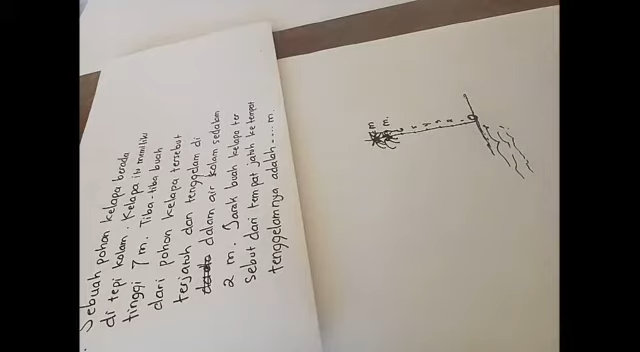 Sebuah pohon kelapa berada
di tepi kolam. Kelapa itu memiliki
tinggi 7 m. Tiba-tiba buah
dari pohon kelapa tersebut
terjatuh dan tenggelam di
dalam air kolam sedalam
2 m. Jarak buah kelapa ter
sebut dari tempat jatuh ke tempat
tenggelamnya adalah .... m.